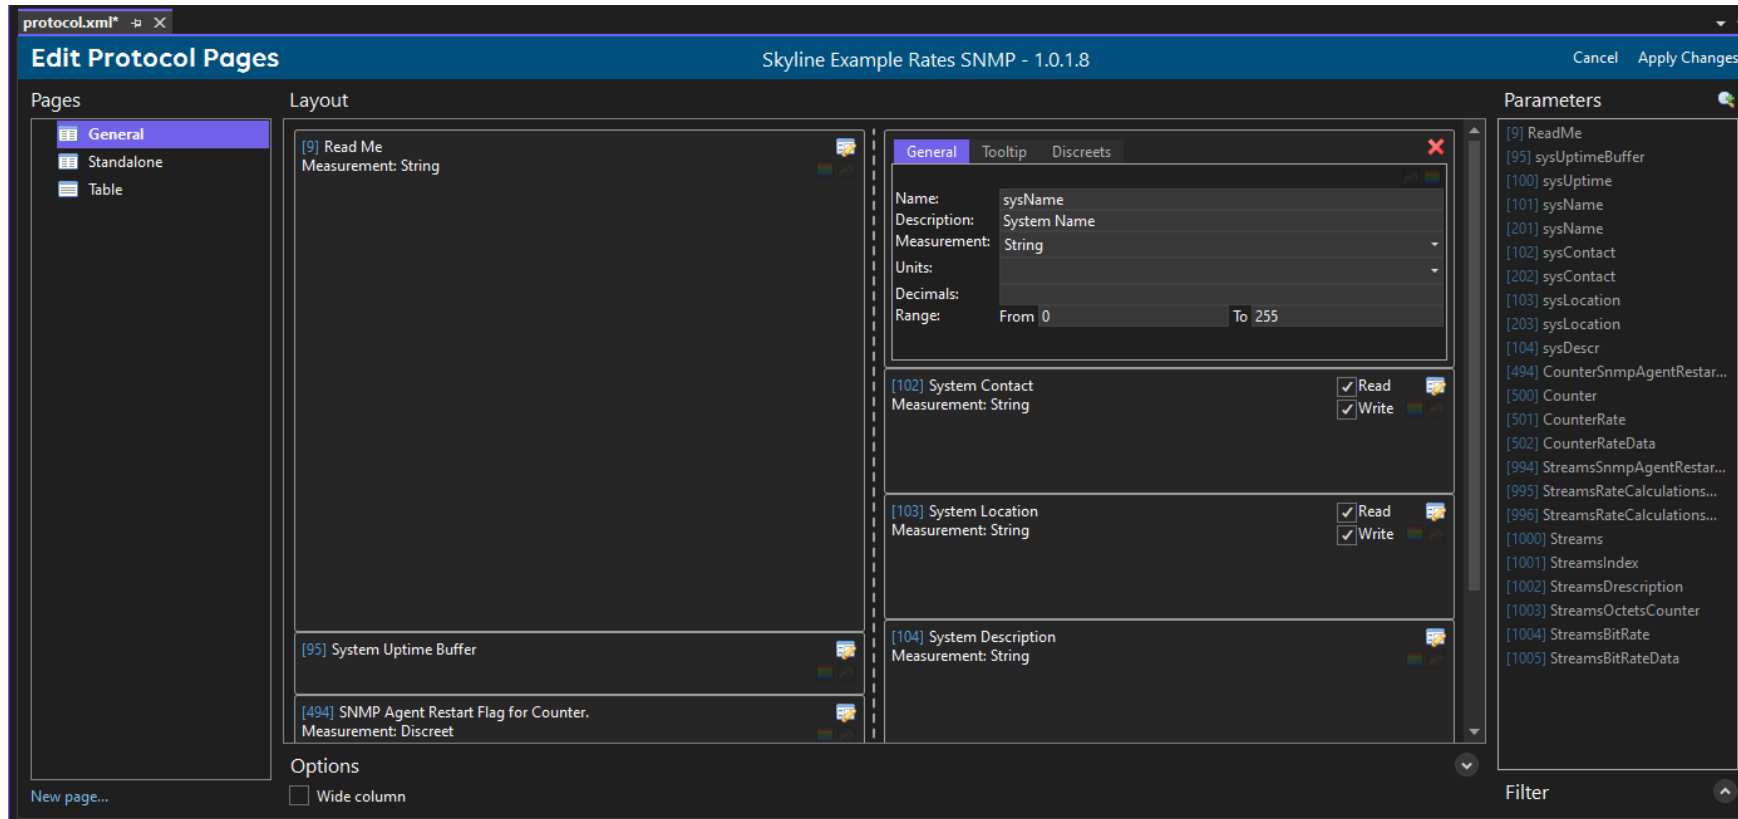 protocol.xml*
Edit Protocol Pages
Skyline Example Rates SNMP - 1.0.1.8
Cancel
Apply Changes
Pages
General
Standalone
Table
New page...
Layout
[9] Read Me
Measurement: String
[95] System Uptime Buffer
[494] SNMP Agent Restart Flag for Counter.
Measurement: Discreet
General
Tooltip
Discreets
Name: sysName
Description: System Name
Measurement: String
Units:
Decimals:
Range: From 0 To 255
[102] System Contact
Measurement: String
Read
Write
[103] System Location
Measurement: String
Read
Write
[104] System Description
Measurement: String
Options
Wide column
Parameters
[9] ReadMe
[95] sysUptimeBuffer
[100] sysUptime
[101] sysName
[201] sysName
[102] sysContact
[202] sysContact
[103] sysLocation
[203] sysLocation
[104] sysDescr
[494] CounterSnmpAgentRestar...
[500] Counter
[501] CounterRate
[502] CounterRateData
[994] StreamsSnmpAgentRestar...
[995] StreamsRateCalculations...
[996] StreamsRateCalculations...
[1000] Streams
[1001] StreamsIndex
[1002] StreamsDrescription
[1003] StreamsOctetsCounter
[1004] StreamsBitRate
[1005] StreamsBitRateData
Filter